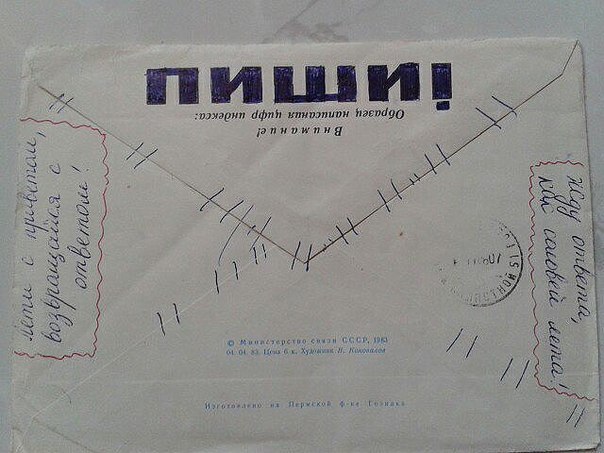 пиши!
Внимание!
Образец написания цифр индекса:
лети с приветом,
возвращайся с
ответом!
жду ответа,
как соловей лета!
© Министерство связи СССР, 1983
04. 04. 83. Цена 6 к. Художник Коновалов
Изготовлено на Пермской ф-ке Гознака